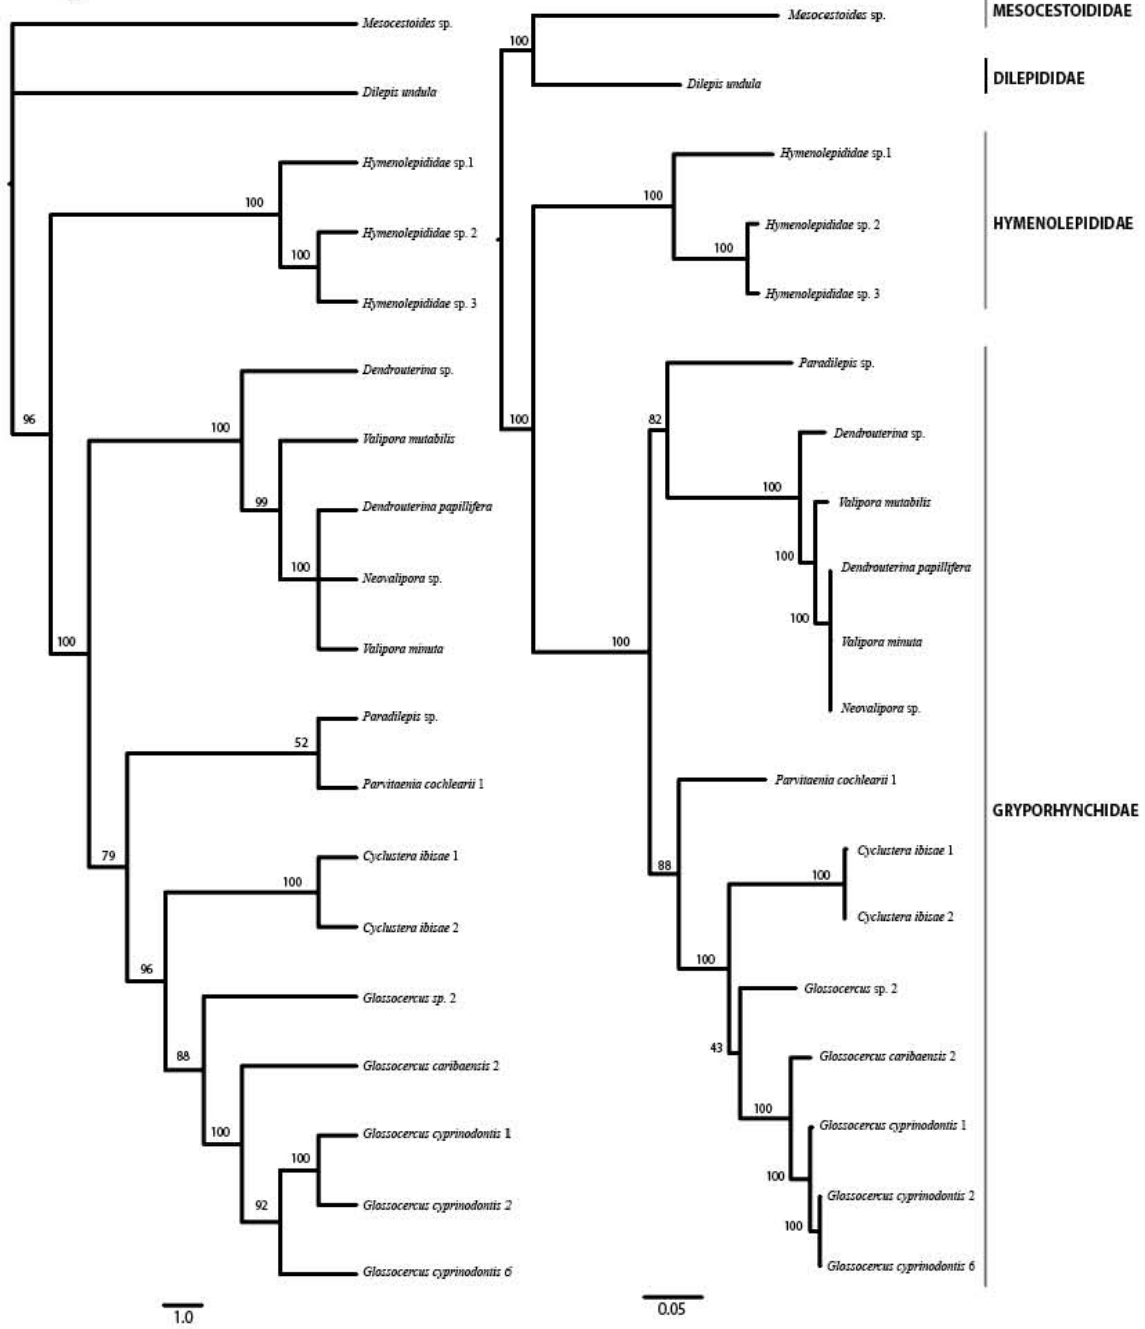 Mesocestoides sp.
Dilepis undula
Hymenolepididae sp.1
100
Hymenolepididae sp. 2
100
Hymenolepididae sp. 3
Dendrouterina sp.
96
100
Valipora mutabilis
99
Dendrouterina papillifera
100
Neovalipora sp.
100
Valipora minuta
Paradilepis sp.
52
Parvitaenia cochlearii 1
79
Cyclustera ibisae 1
100
Cyclustera ibisae 2
96
Glossocercus sp. 2
88
Glossocercus caribaensis 2
100
Glossocercus cyprinodontis 1
100
92
Glossocercus cyprinodontis 2
Glossocercus cyprinodontis 6
1.0
Mesocestoides sp.
100
Dilepis undula
Hymenolepididae sp.1
100
Hymenolepididae sp. 2
100
Hymenolepididae sp. 3
Paradilepis sp.
100
82
Dendrouterina sp.
100
Valipora mutabilis
100
Dendrouterina papillifera
100
Valipora minuta
100
Neovalipora sp.
Parvitaenia cochlearii 1
88
Cyclustera ibisae 1
100
Cyclustera ibisae 2
100
Glossocercus sp. 2
43
Glossocercus caribaensis 2
100
Glossocercus cyprinodontis 1
100
Glossocercus cyprinodontis 2
100
Glossocercus cyprinodontis 6
0.05
MESOCESTOIDIDAE
DILEPIDIDAE
HYMENOLEPIDIDAE
GRYPORHYNCHIDAE